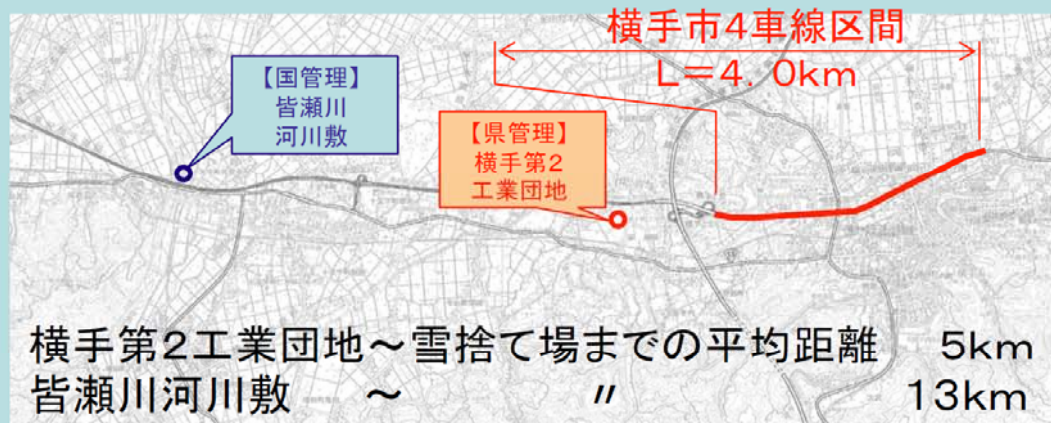 横手市4車線区間
L=4.0km
【国管理】
皆瀬川
河川敷
【県管理】
横手第2
工業団地
横手第2工業団地~雪捨て場までの平均距離 5km
皆瀬川河川敷 ~ 〃 13km